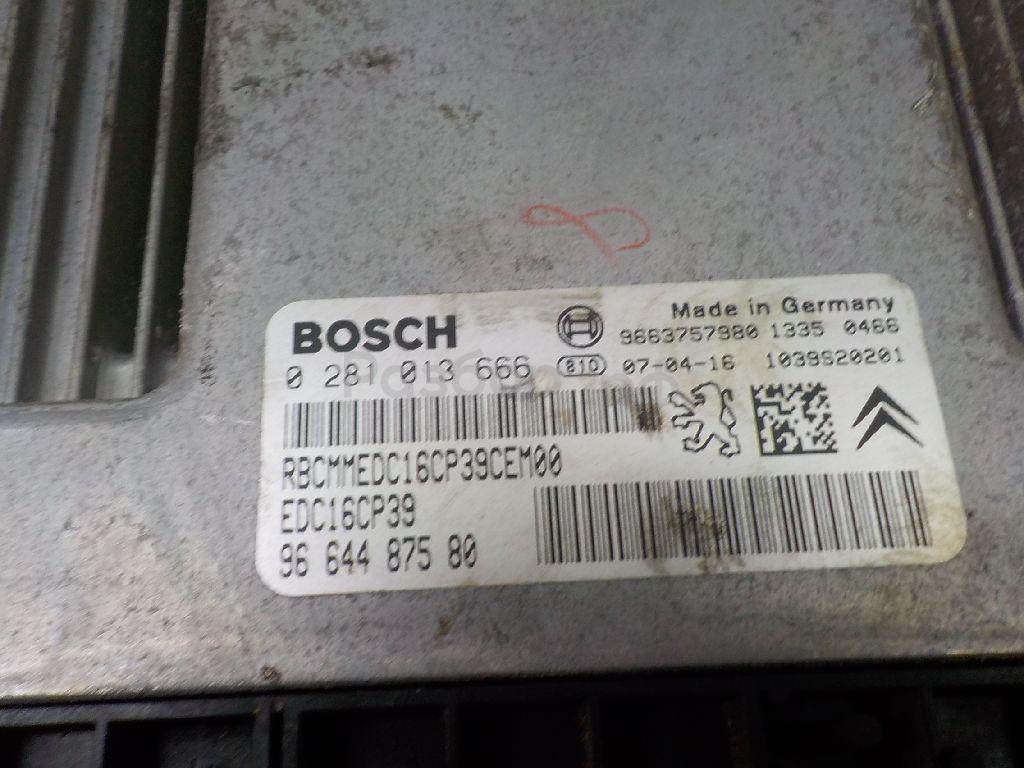 BOSCH
Made in Germany
9663757980 1335 0466
0 281 013 666 810 07-04-16 1039S20201
RBCMMEDC16CP39CEM00
EDC16CP39
96 644 875 80